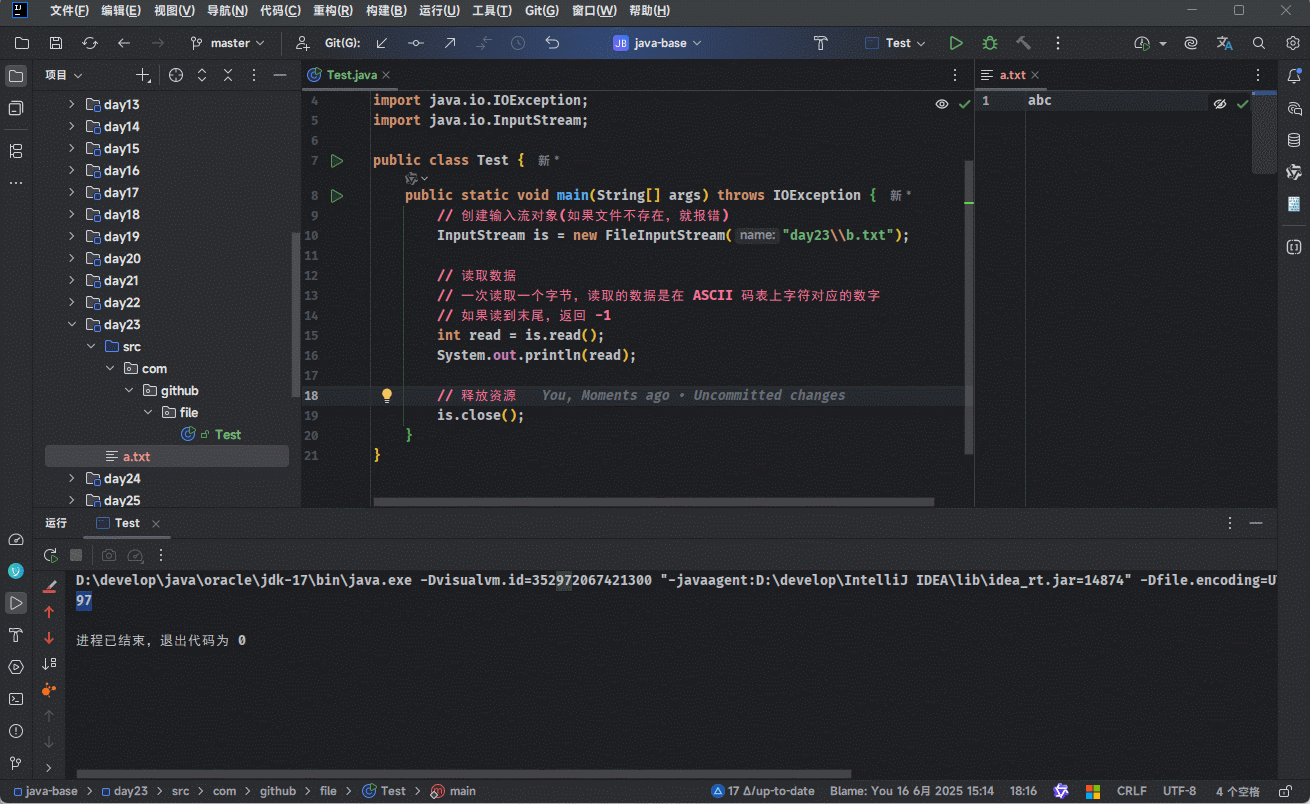 文件(F) 编辑(E) 视图(V) 导航(N) 代码(C) 重构(R) 构建(B) 运行(U) 工具(T) Git(G) 窗口(W) 帮助(H)
master Git(G): JB java-base Test
项目
day13
day14
day15
day16
day17
day18
day19
day20
day21
day22
day23
src
com
github
file
Test
a.txt
day24
day25
Test.java
4 import java.io.IOException;
5 import java.io.InputStream;
6
7 public class Test { 新 *
8 public static void main(String[] args) throws IOException { 新 *
9 // 创建输入流对象(如果文件不存在，就报错)
10 InputStream is = new FileInputStream( name: "day23\\b.txt");
11
12 // 读取数据
13 // 一次读取一个字节，读取的数据是在 ASCII 码表上字符对应的数字
14 // 如果读到末尾，返回 -1
15 int read = is.read();
16 System.out.println(read);
17
18 // 释放资源 You, Moments ago • Uncommitted changes
19 is.close();
20 }
21 }
a.txt
1 abc
运行 Test
D:\develop\java\oracle\jdk-17\bin\java.exe -Dvisualvm.id=352972067421300 "-javaagent:D:\develop\IntelliJ IDEA\lib\idea_rt.jar=14874" -Dfile.encoding=U
97
进程已结束，退出代码为 0
java-base > day23 > src > com > github > file > Test > main 17 Δ/up-to-date Blame: You 16 6月 2025 15:14 18:16 CRLF UTF-8 4 个空格